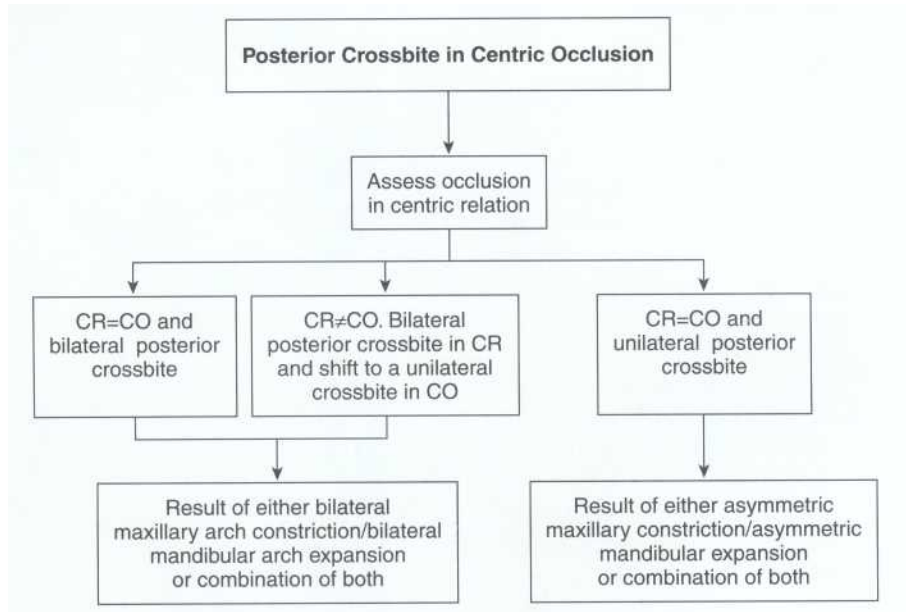 Posterior Crossbite in Centric Occlusion
Assess occlusion
in centric relation
CR=CO and
bilateral posterior
crossbite
CR≠CO. Bilateral
posterior crossbite in CR
and shift to a unilateral
crossbite in CO
CR=CO and
unilateral posterior
crossbite
Result of either bilateral
maxillary arch constriction/bilateral
mandibular arch expansion
or combination of both
Result of either asymmetric
maxillary constriction/asymmetric
mandibular expansion
or combination of both